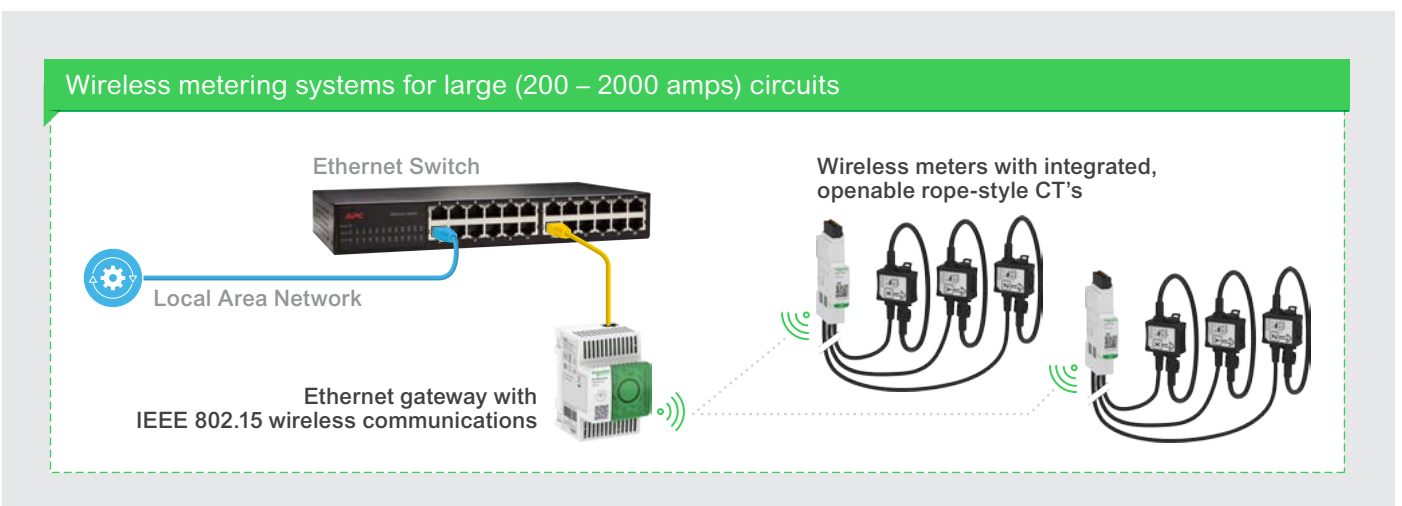 Wireless metering systems for large (200 – 2000 amps) circuits
Ethernet Switch
APC
Local Area Network
Ethernet gateway with
IEEE 802.15 wireless communications
Wireless meters with integrated,
openable rope-style CT's